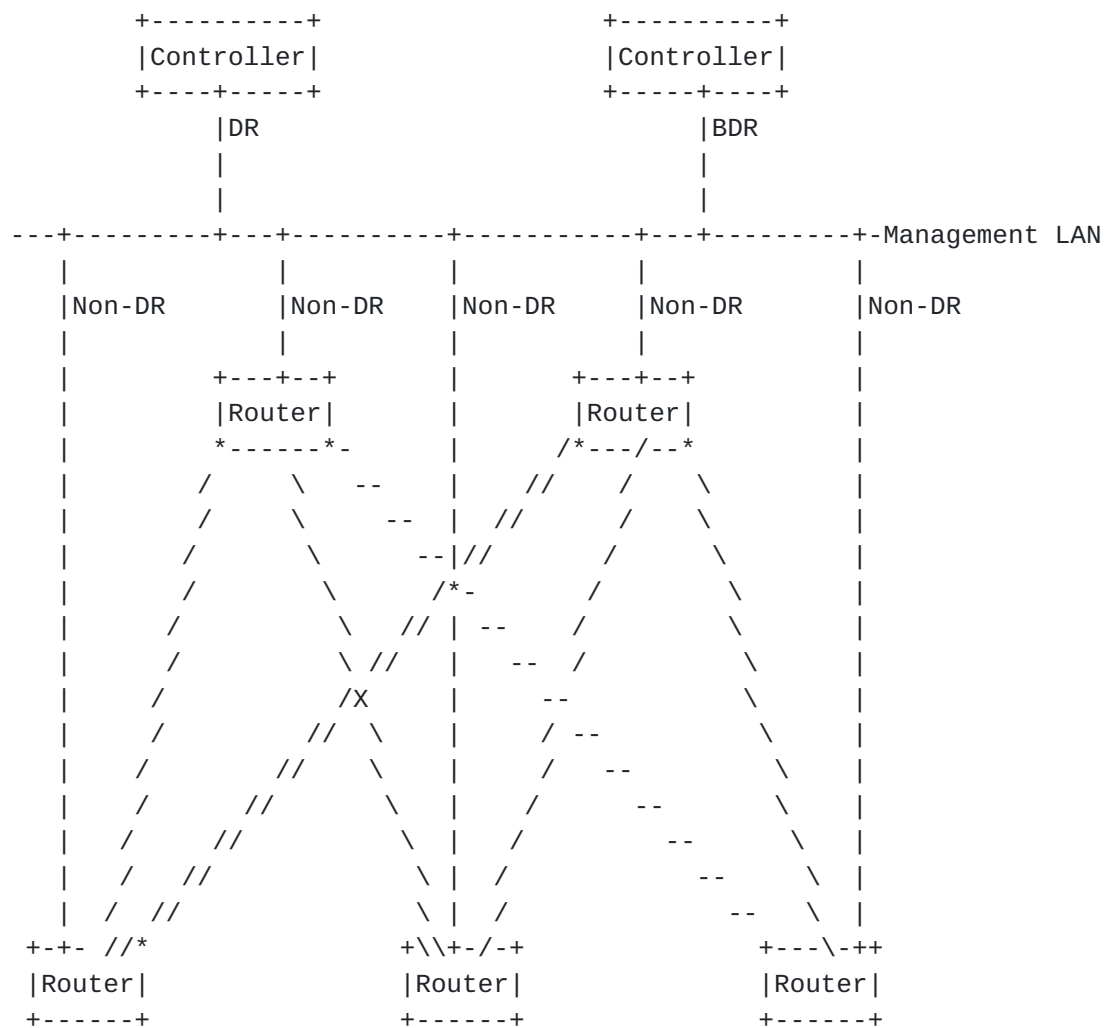 Controller Controller
DR BDR
Management LAN
Non-DR Non-DR Non-DR Non-DR Non-DR
Router Router
Router Router Router